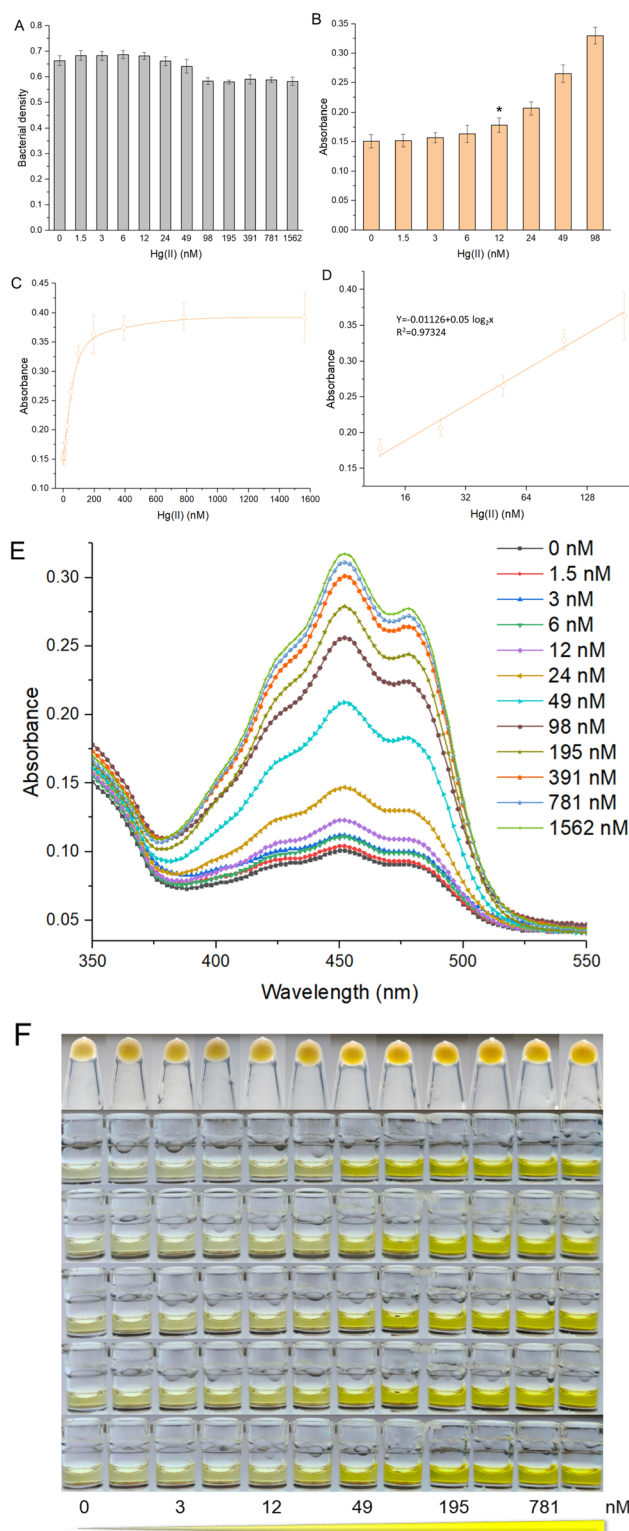 A
Bacterial density
0.8
0.7
0.6
0.5
0.4
0.3
0.2
0.1
0.0
0 1.5 3 6 12 24 49 98 195 391 781 1562
Hg(II) (nM)
B
Absorbance
0.35
0.30
0.25
0.20
0.15
0.10
0.05
0.00
*
0 1.5 3 6 12 24 49 98
Hg(II) (nM)
C
Absorbance
0.45
0.40
0.35
0.30
0.25
0.20
0.15
0.10
0 200 400 600 800 1000 1200 1400 1600
Hg(II) (nM)
D
Absorbance
0.40
0.35
0.30
0.25
0.20
0.15
Y=-0.01126+0.05 log₂x
R²=0.97324
16 32 64 128
Hg(II) (nM)
E
Absorbance
0.30
0.25
0.20
0.15
0.10
0.05
350 400 450 500 550
Wavelength (nm)
0 nM
1.5 nM
3 nM
6 nM
12 nM
24 nM
49 nM
98 nM
195 nM
391 nM
781 nM
1562 nM
F
0 3 12 49 195 781 nM